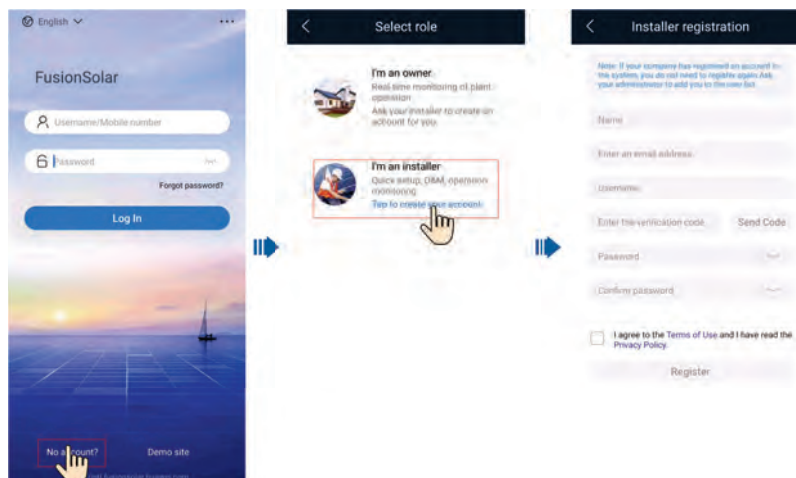 English
...
FusionSolar
Username/Mobile number
Password
Forgot password?
Log In
No account?
Demo site
Select role
I'm an owner
Real-time monitoring of plant
operation
Ask your installer to create an
account for you.
I'm an installer
Quick setup, O&M, operation
monitoring
Tap to create your account.
Installer registration
Note: If your company has registered an account in
the system, you do not need to register again. Ask
your administrator to add you to the user list.
Name
Enter an email address.
Username
Enter the verification code.
Send Code
Password
Confirm password
I agree to the Terms of Use and I have read the
Privacy Policy.
Register